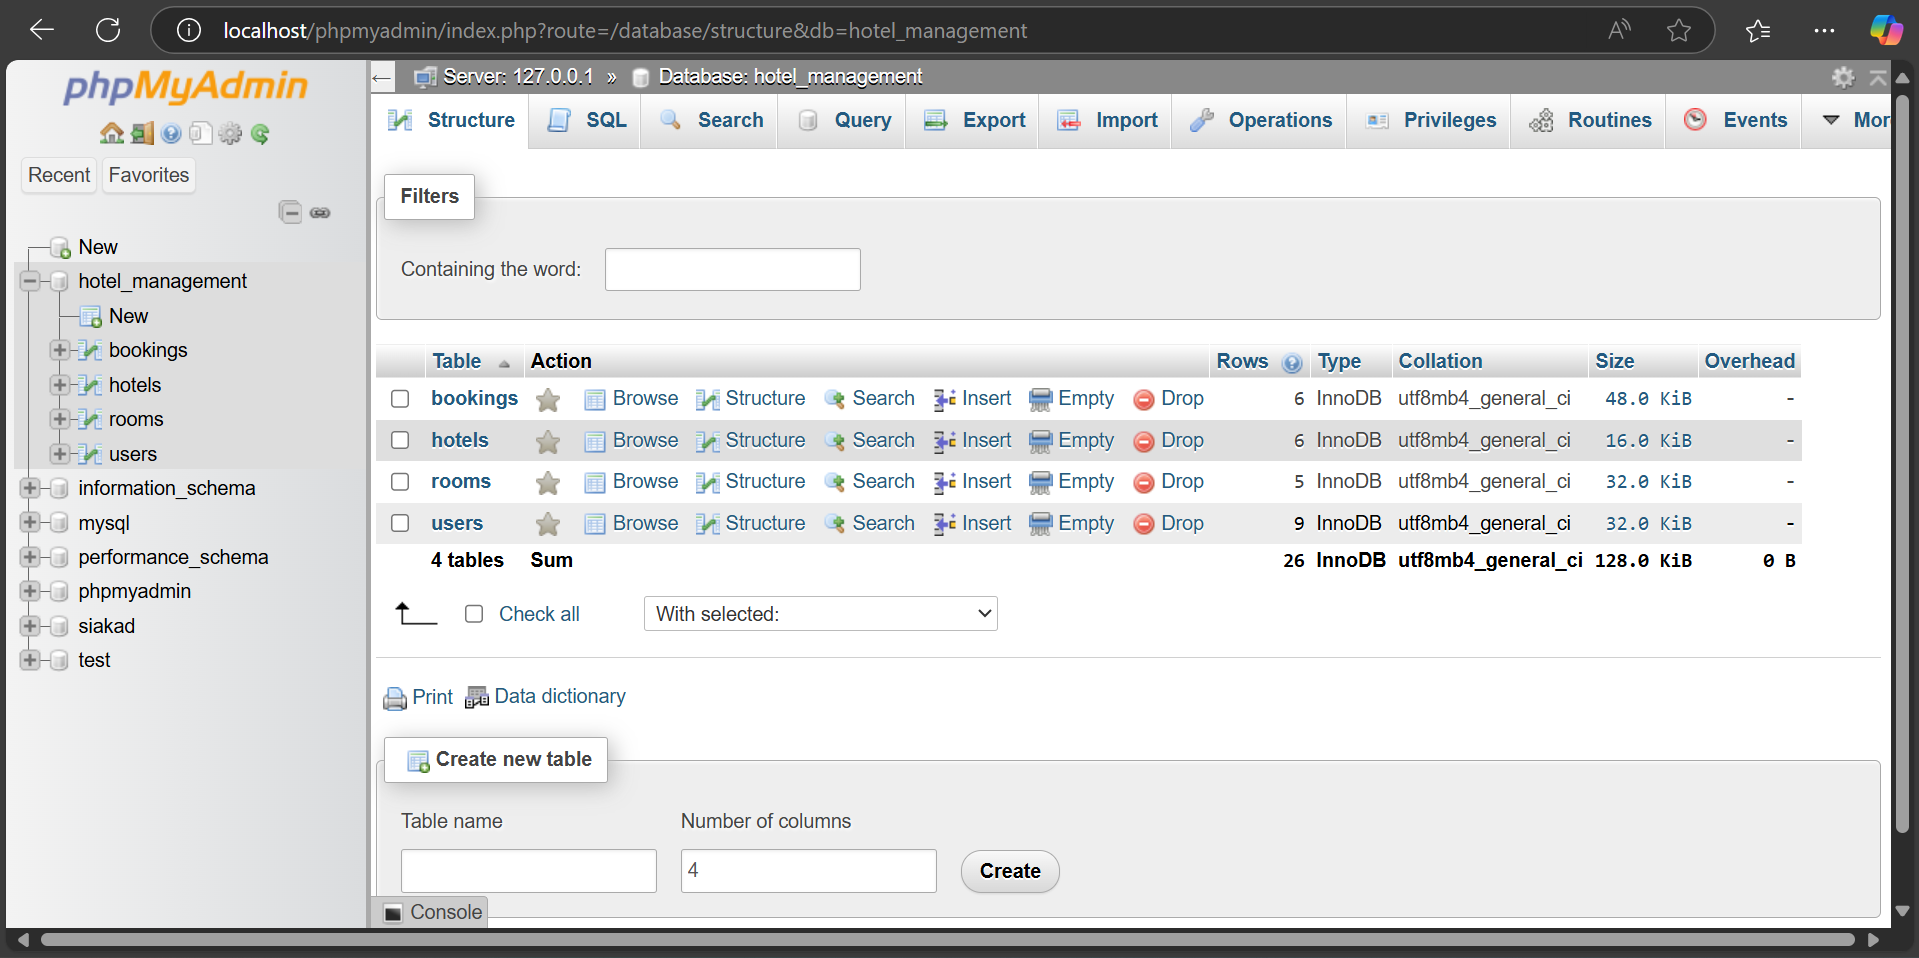 localhost/phpmyadmin/index.php?route=/database/structure&db=hotel_management
phpMyAdmin
Recent Favorites
New
hotel_management
New
bookings
hotels
rooms
users
information_schema
mysql
performance_schema
phpmyadmin
siakad
test
Server: 127.0.0.1 » Database: hotel_management
Structure SQL Search Query Export Import Operations Privileges Routines Events Mor
Filters
Containing the word:
Table Action Rows Type Collation Size Overhead
bookings Browse Structure Search Insert Empty Drop 6 InnoDB utf8mb4_general_ci 48.0 KiB -
hotels Browse Structure Search Insert Empty Drop 6 InnoDB utf8mb4_general_ci 16.0 KiB -
rooms Browse Structure Search Insert Empty Drop 5 InnoDB utf8mb4_general_ci 32.0 KiB -
users Browse Structure Search Insert Empty Drop 9 InnoDB utf8mb4_general_ci 32.0 KiB -
4 tables Sum 26 InnoDB utf8mb4_general_ci 128.0 KiB 0 B
Check all With selected:
Print Data dictionary
Create new table
Table name Number of columns
4 Create
Console